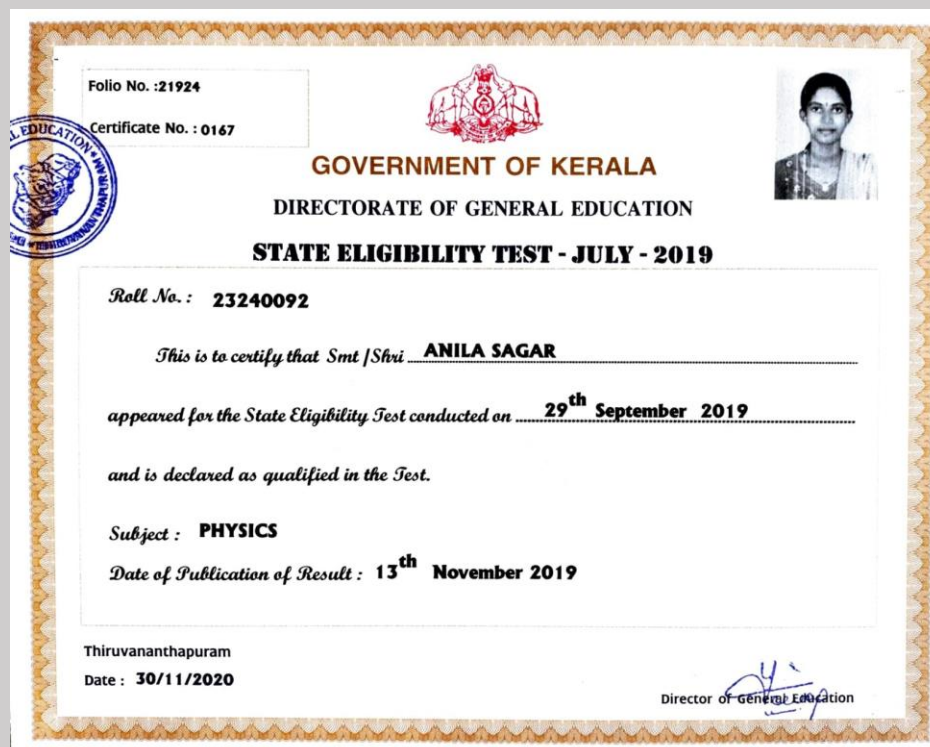 Folio No. :21924
Certificate No. : 0167
GOVERNMENT OF KERALA
DIRECTORATE OF GENERAL EDUCATION
STATE ELIGIBILITY TEST - JULY - 2019
Roll No. : 23240092
This is to certify that Smt /Shri ANILA SAGAR
appeared for the State Eligibility Test conducted on 29th September 2019
and is declared as qualified in the Test.
Subject : PHYSICS
Date of Publication of Result : 13th November 2019
Thiruvananthapuram
Date : 30/11/2020
Director of General Education
EDUCATION
THIRUVANANTHAPURAM